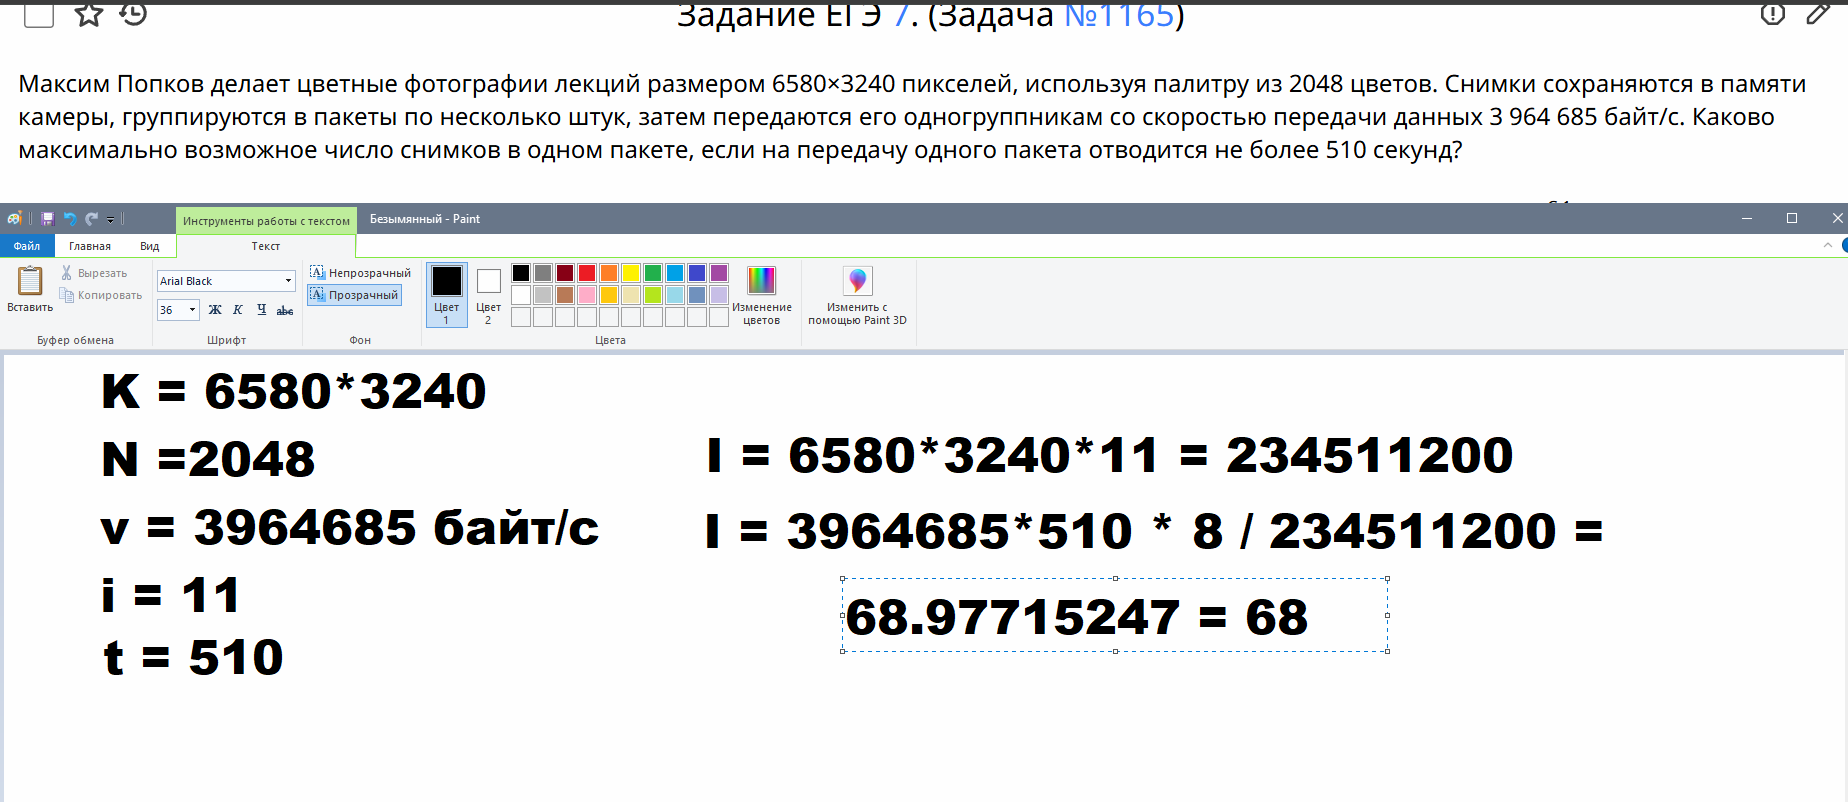 Задание ЕГЭ 7. (Задача №1165)
Максим Попков делает цветные фотографии лекций размером 6580×3240 пикселей, используя палитру из 2048 цветов. Снимки сохраняются в памяти
камеры, группируются в пакеты по несколько штук, затем передаются его одногруппникам со скоростью передачи данных 3 964 685 байт/с. Каково
максимально возможное число снимков в одном пакете, если на передачу одного пакета отводится не более 510 секунд?
Инструменты работы с текстом Безымянный - Paint
Файл Главная Вид Текст
Вставить
Вырезать
Копировать
Буфер обмена
Arial Black
36 Ж К Ч abc
Шрифт
Непрозрачный
Прозрачный
Фон
Цвет
1
Цвет
2
Цвета
Изменение
цветов
Изменить с
помощью Paint 3D
K = 6580*3240
N =2048
v = 3964685 байт/с
i = 11
t = 510
I = 6580*3240*11 = 234511200
I = 3964685*510 * 8 / 234511200 =
68.97715247 = 68